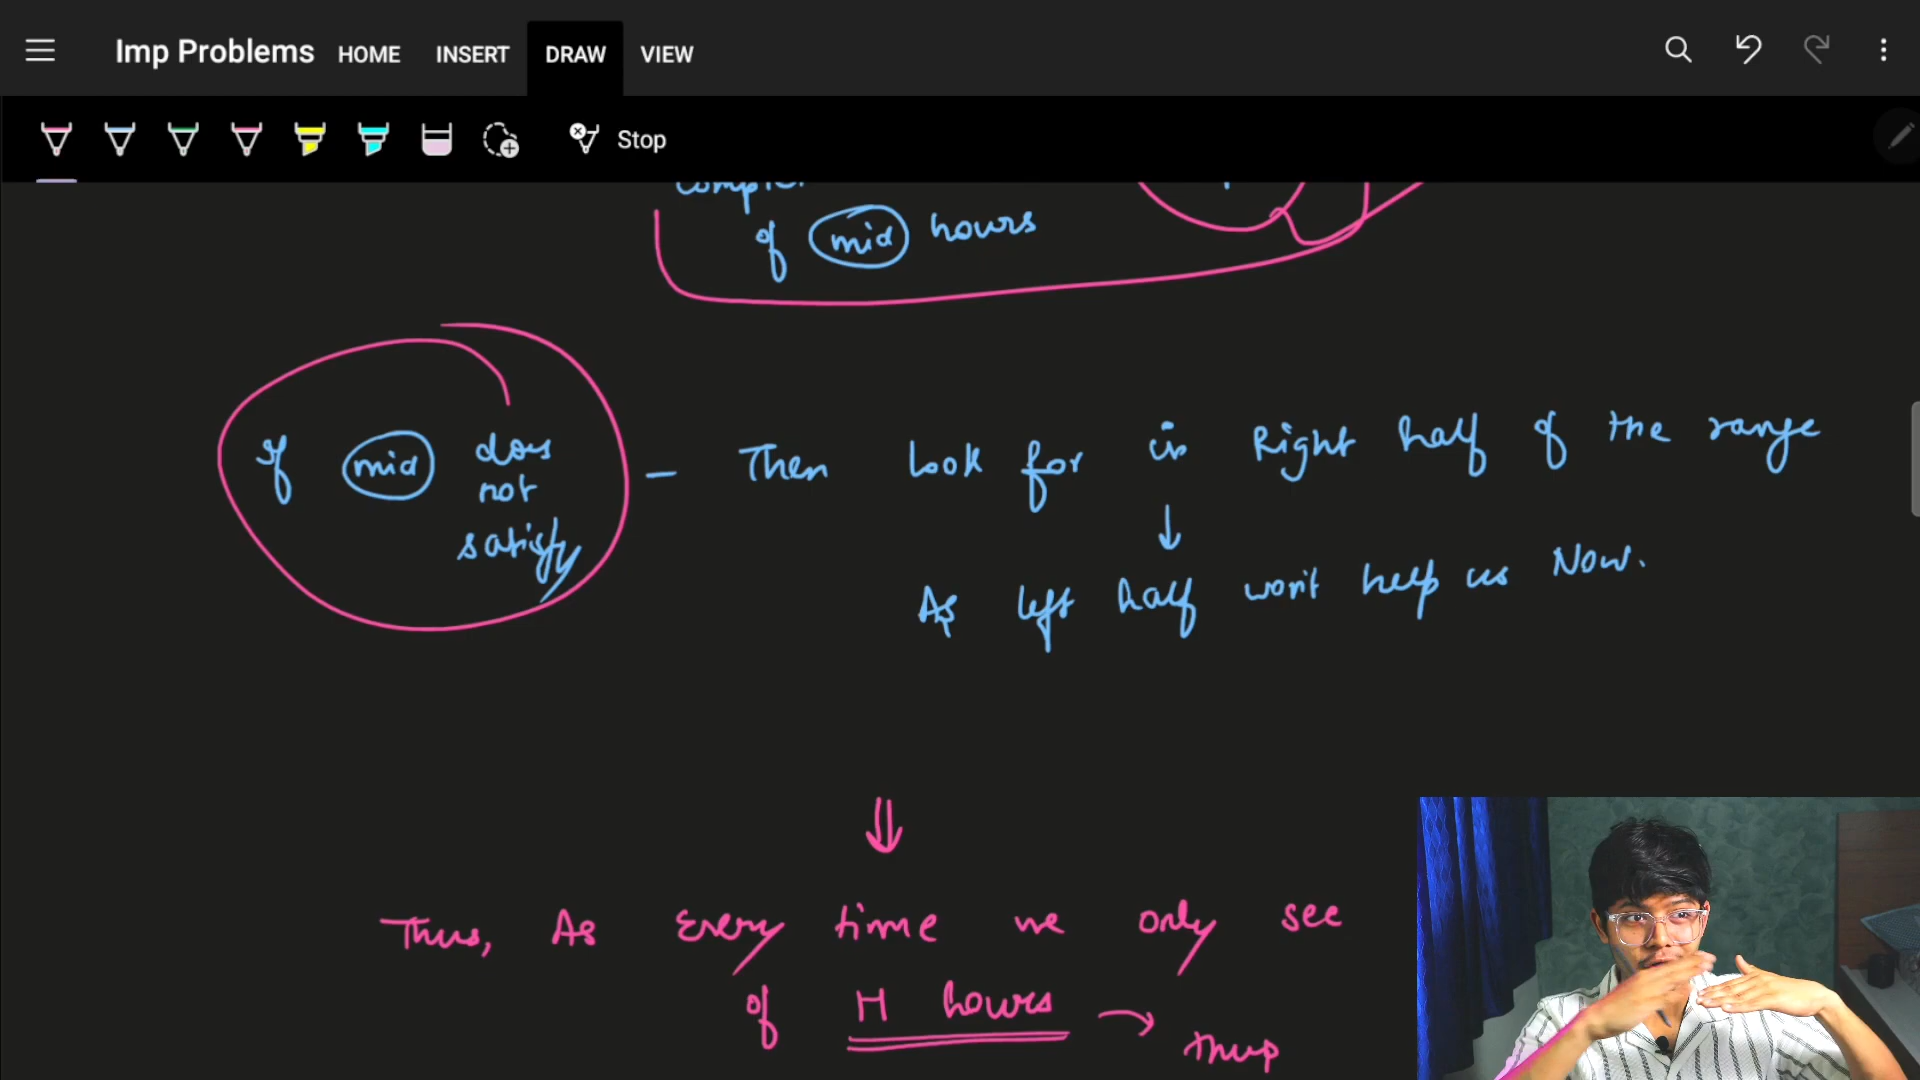 Imp Problems HOME INSERT DRAW VIEW
Stop
of mid hours
if mid does not satisfy - Then Look for in Right half of the range
As left half won't help us Now.
Thus, As Every time we only see
if H hours → thus